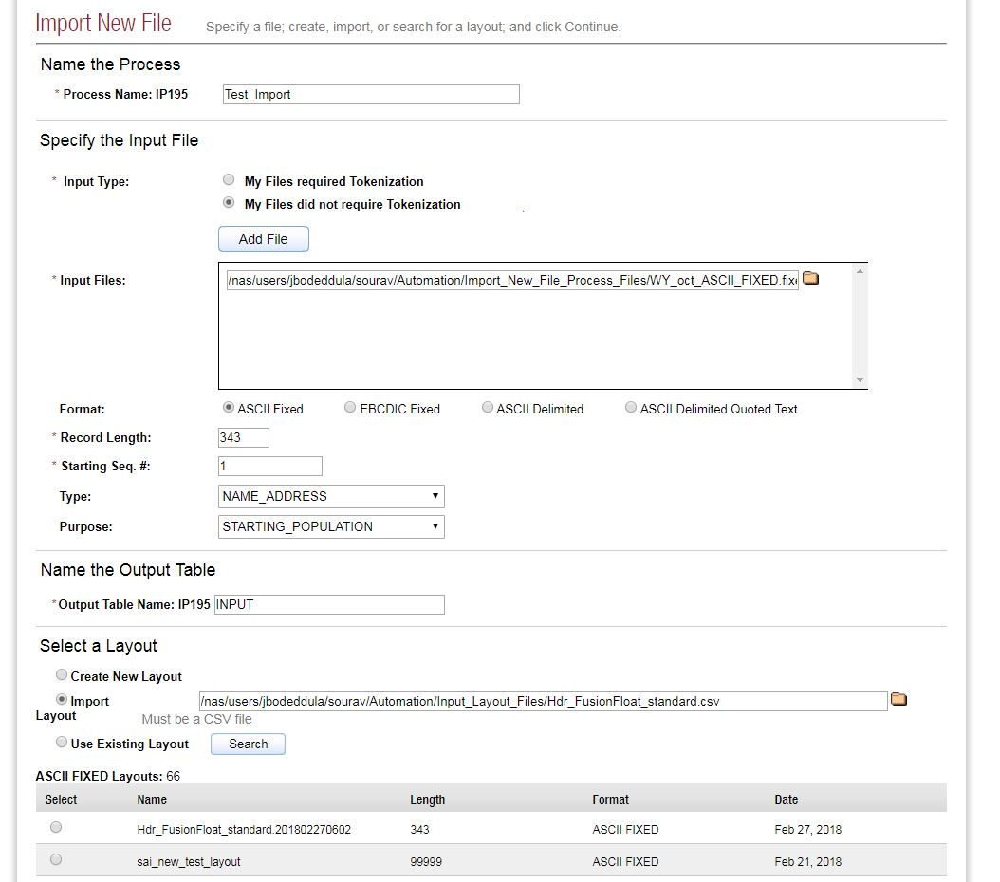 Import New File Specify a file; create, import, or search for a layout; and click Continue.
Name the Process
* Process Name: IP195 Test_Import
Specify the Input File
* Input Type: My Files required Tokenization
My Files did not require Tokenization
Add File
* Input Files: /nas/users/jboddedula/sourav/Automation/Import_New_File_Process_Files/WY_oct_ASCII_FIXED.fixe
Format: ASCII Fixed EBCDIC Fixed ASCII Delimited ASCII Delimited Quoted Text
* Record Length: 343
* Starting Seq. #: 1
Type: NAME_ADDRESS
Purpose: STARTING_POPULATION
Name the Output Table
*Output Table Name: IP195 INPUT
Select a Layout
Create New Layout
Import /nas/users/jboddedula/sourav/Automation/Input_Layout_Files/Hdr_FusionFloat_standard.csv
Layout Must be a CSV file
Use Existing Layout Search
ASCII FIXED Layouts: 66
Select Name Length Format Date
Hdr_FusionFloat_standard.201802270602 343 ASCII FIXED Feb 27, 2018
sai_new_test_layout 99999 ASCII FIXED Feb 21, 2018